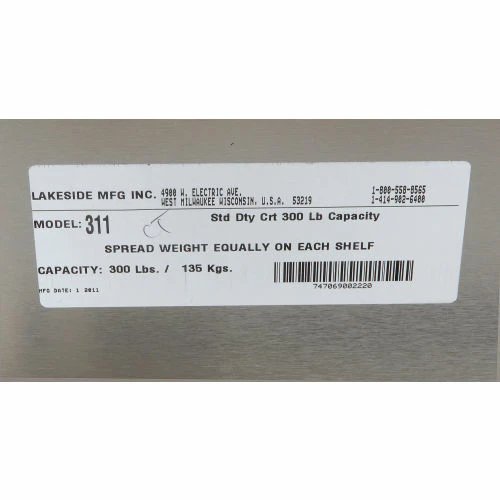 LAKESIDE MFG INC. 4900 W. ELECTRIC AVE. 1-800-558-8565
WEST MILWAUKEE WISCONSIN, U.S.A. 53219 1-414-902-6400
MODEL: 311 CT Std Dty Crt 300 Lb Capacity
SPREAD WEIGHT EQUALLY ON EACH SHELF
CAPACITY: 300 Lbs. / 135 Kgs.
747069002220
MFG DATE: 1 2011